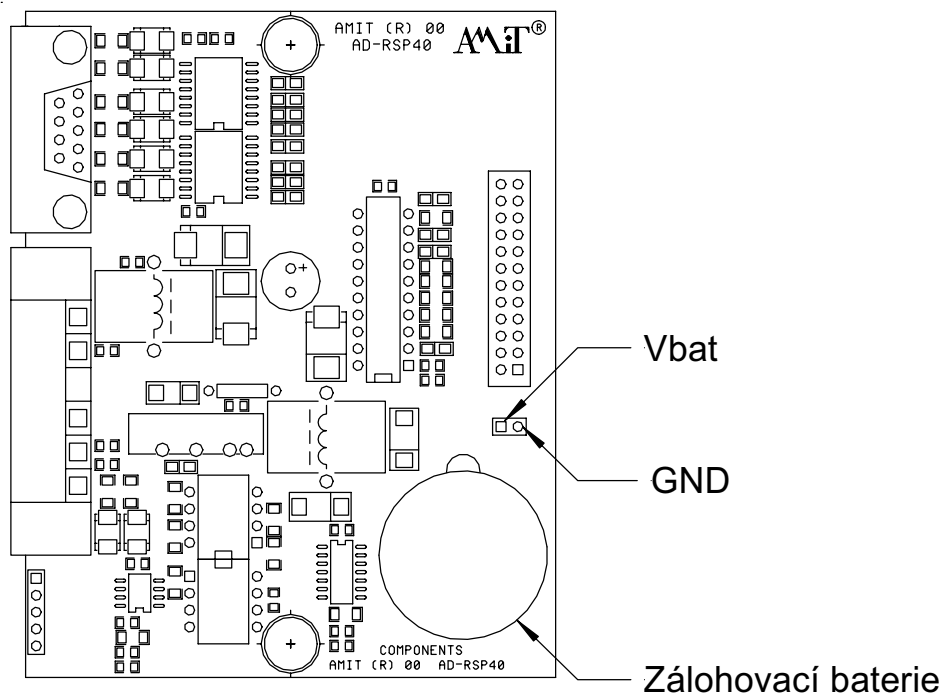 AMIT (R) 00
AD-RSP40
AMiT®
+
Vbat
GND
COMPONENTS
AMIT (R) 00 AD-RSP40
Zálohovací baterie